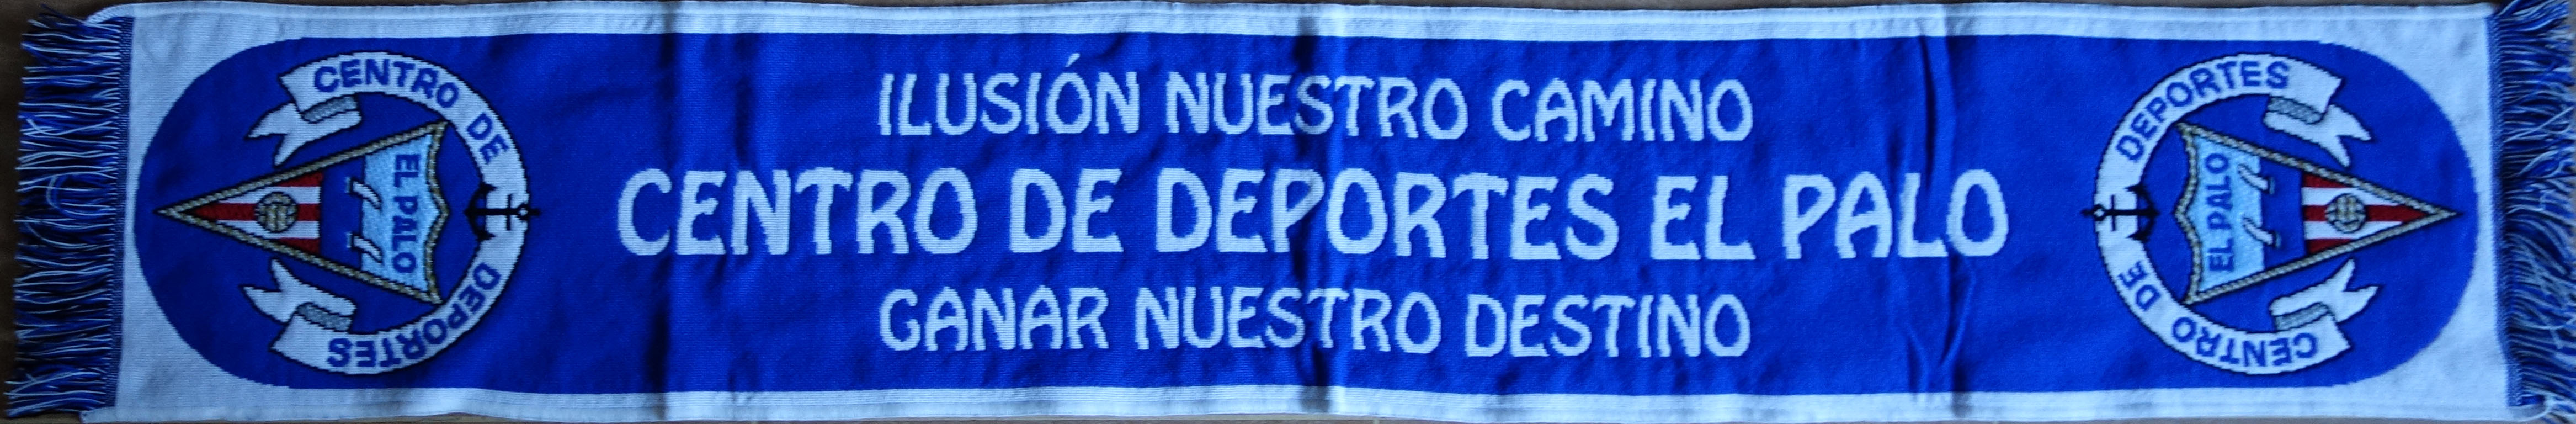 CENTRO DE DEPORTES
EL PALO
ILUSIÓN NUESTRO CAMINO
CENTRO DE DEPORTES EL PALO
GANAR NUESTRO DESTINO
CENTRO DE DEPORTES
EL PALO